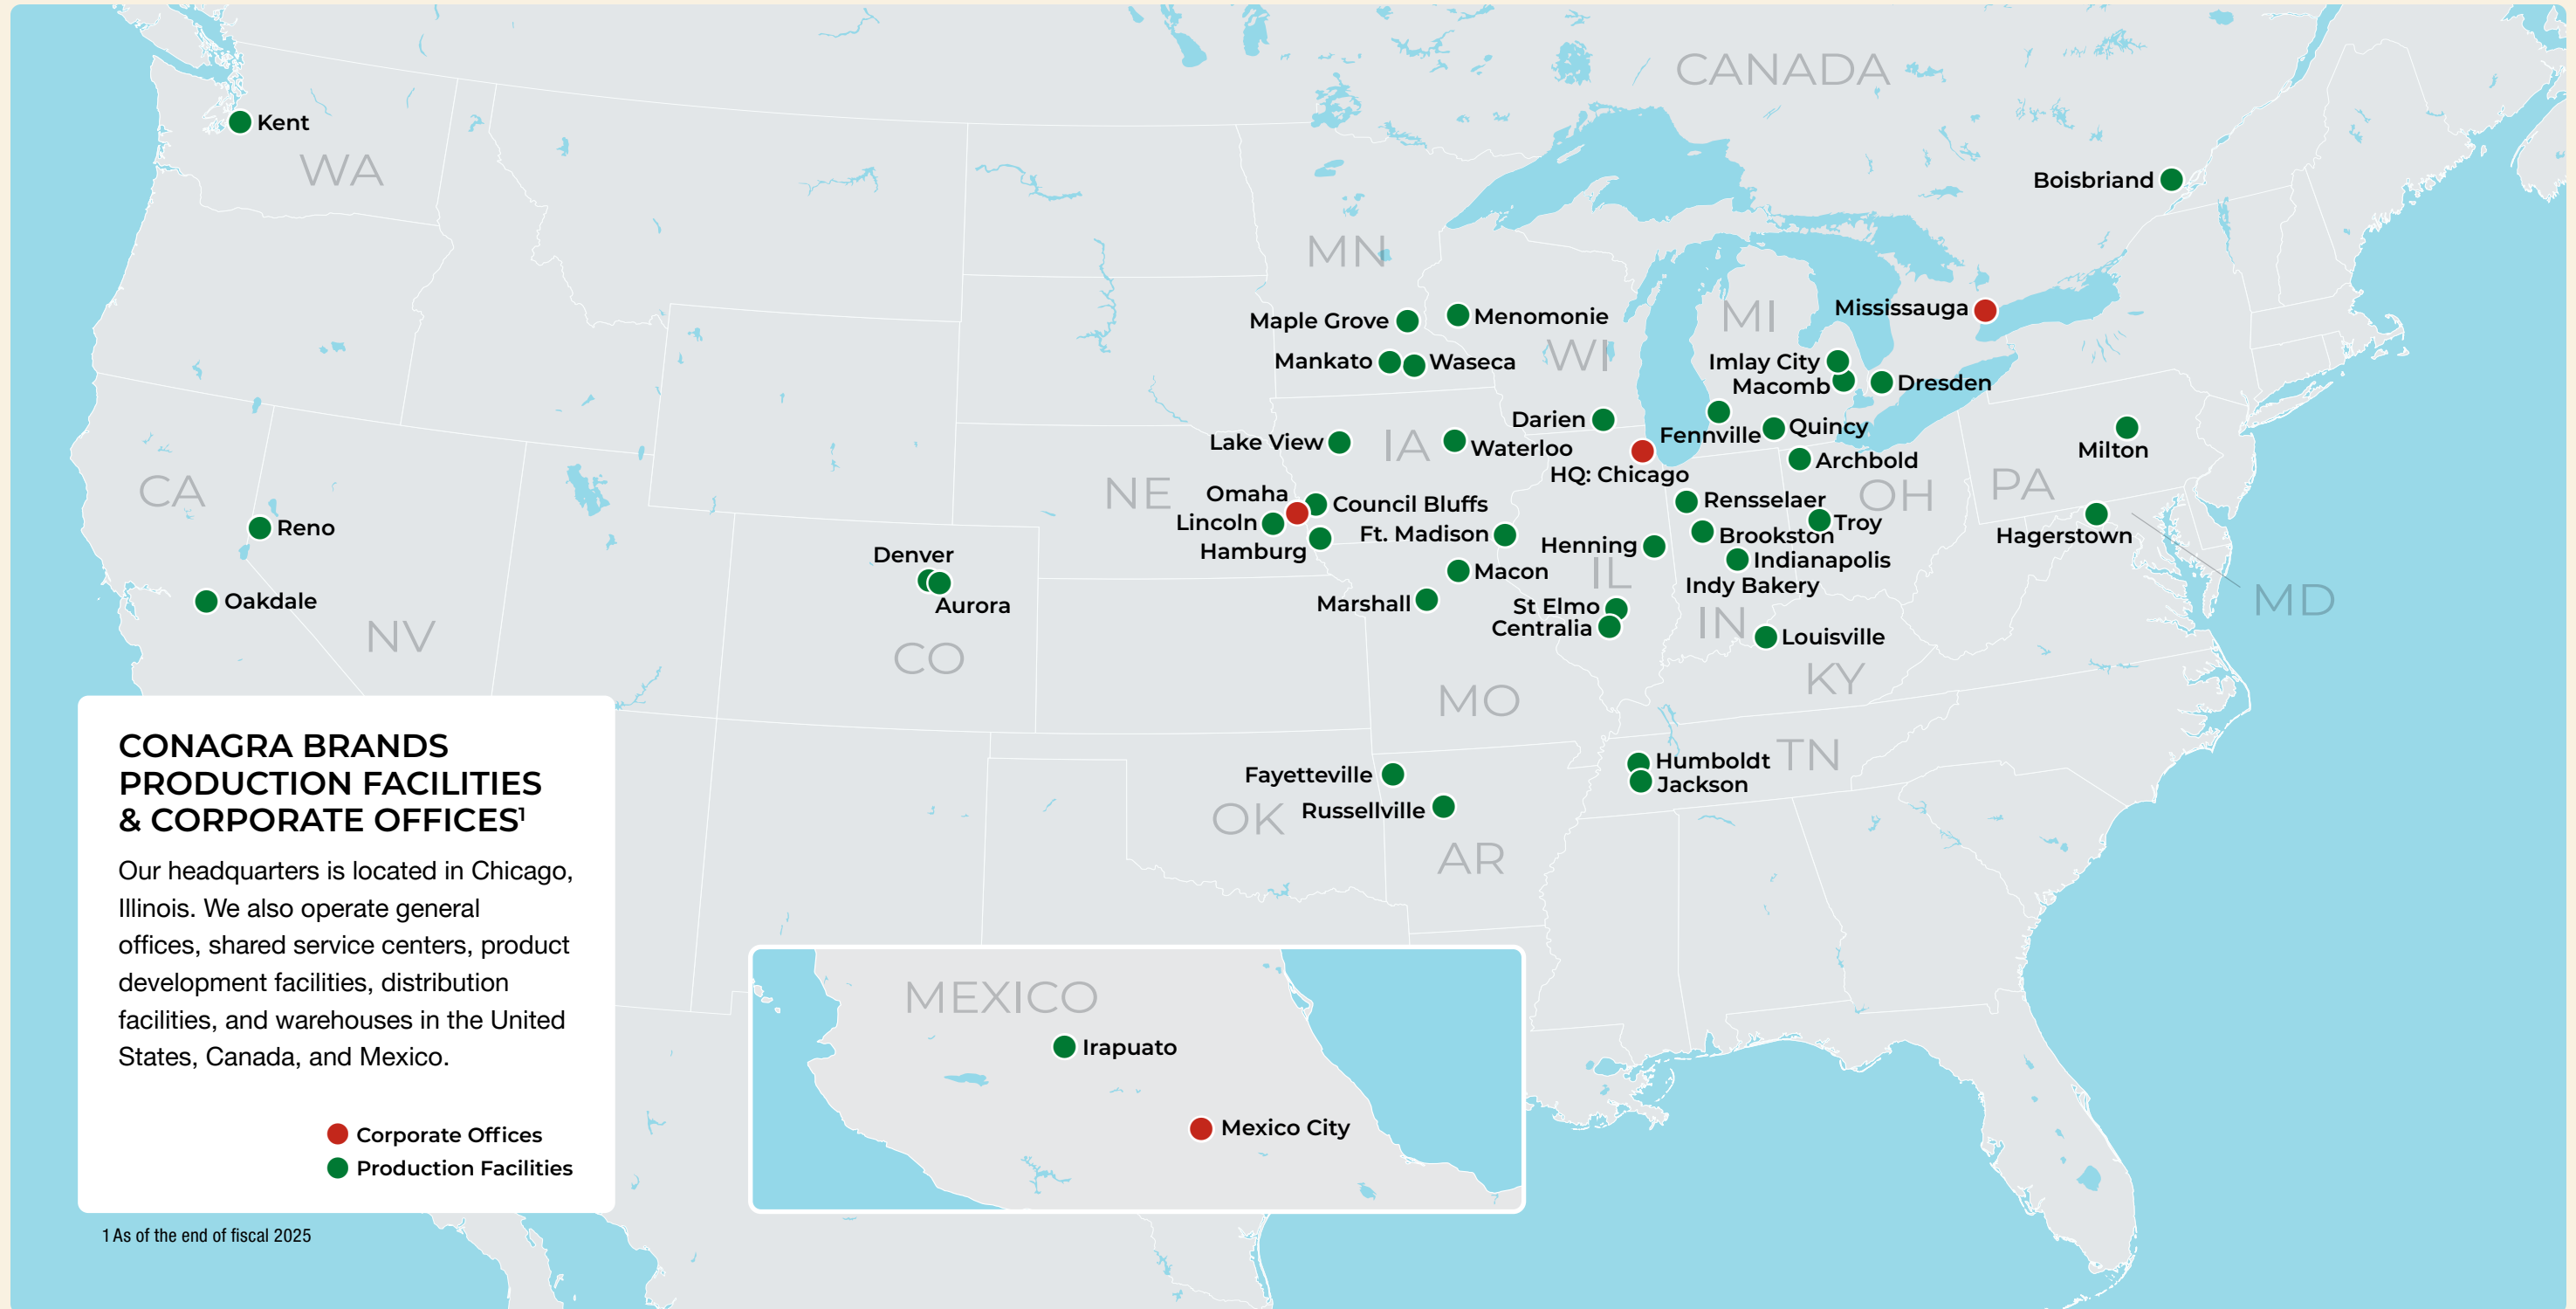 CANADA
Kent
WA
Boisbriand
MN
Maple Grove
Menomonie
MI
Mississauga
Mankato
Waseca
WI
Imlay City
Macomb
Dresden
Darien
Fennville
Quincy
Lake View
IA
Waterloo
HQ: Chicago
Archbold
Milton
CA
NE
Omaha
Council Bluffs
Rensselaer
OH
PA
Reno
Lincoln
Hamburg
Ft. Madison
Henning
Brookston
Troy
Hagerstown
Denver
Aurora
Oakdale
Macon
IL
Indianapolis
Indy Bakery
MD
Marshall
St Elmo
Centralia
IN
Louisville
NV
CO
MO
KY
Humboldt
TN
Jackson
Fayetteville
OK
Russellville
AR
CONAGRA BRANDS
PRODUCTION FACILITIES
& CORPORATE OFFICES¹
Our headquarters is located in Chicago,
Illinois. We also operate general
offices, shared service centers, product
development facilities, distribution
facilities, and warehouses in the United
States, Canada, and Mexico.
Corporate Offices
Production Facilities
MEXICO
Irapuato
Mexico City
1 As of the end of fiscal 2025